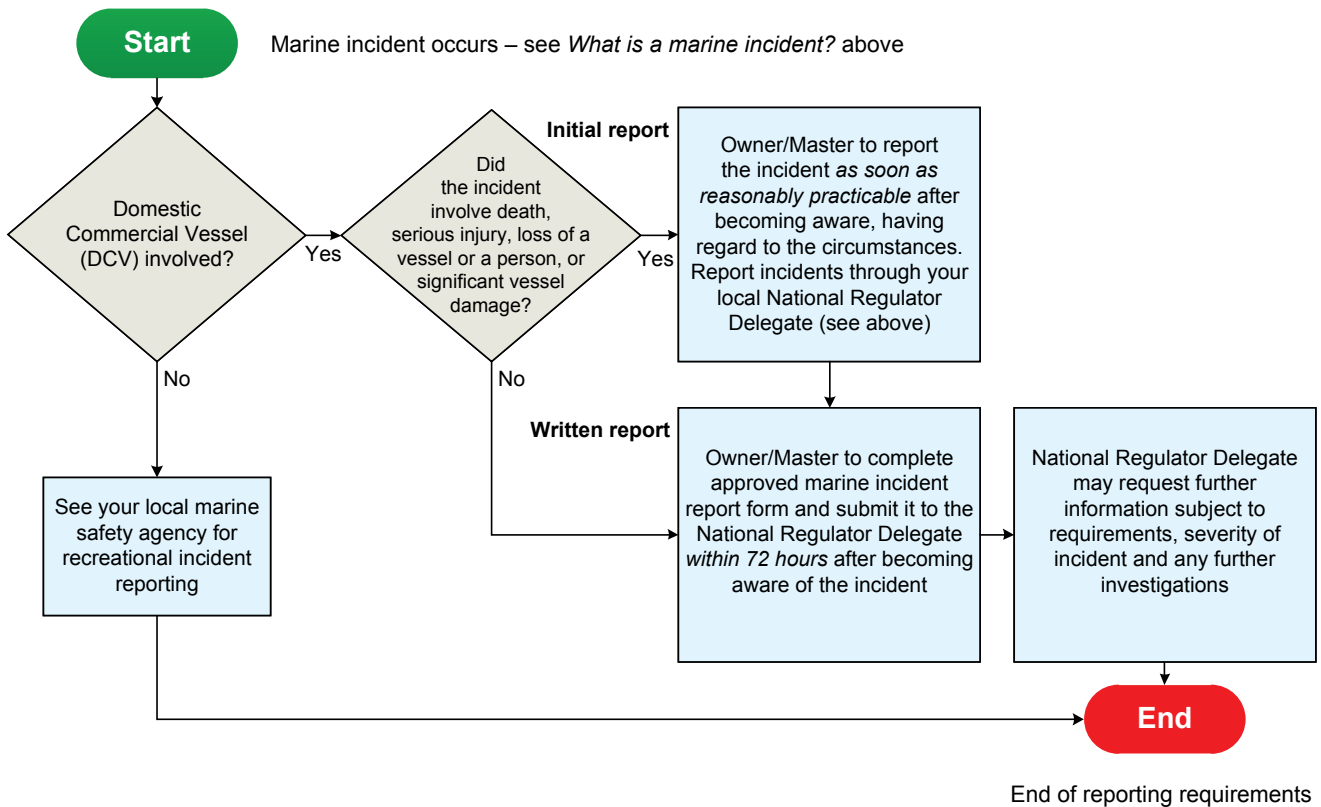 Start
Marine incident occurs – see What is a marine incident? above
Domestic
Commercial Vessel
(DCV) involved?
Yes
No
Did
the incident
involve death,
serious injury, loss of a
vessel or a person, or
significant vessel
damage?
Yes
No
Initial report
Owner/Master to report
the incident as soon as
reasonably practicable after
becoming aware, having
regard to the circumstances.
Report incidents through your
local National Regulator
Delegate (see above)
Written report
Owner/Master to complete
approved marine incident
report form and submit it to the
National Regulator Delegate
within 72 hours after becoming
aware of the incident
National Regulator Delegate
may request further
information subject to
requirements, severity of
incident and any further
investigations
See your local marine
safety agency for
recreational incident
reporting
End
End of reporting requirements